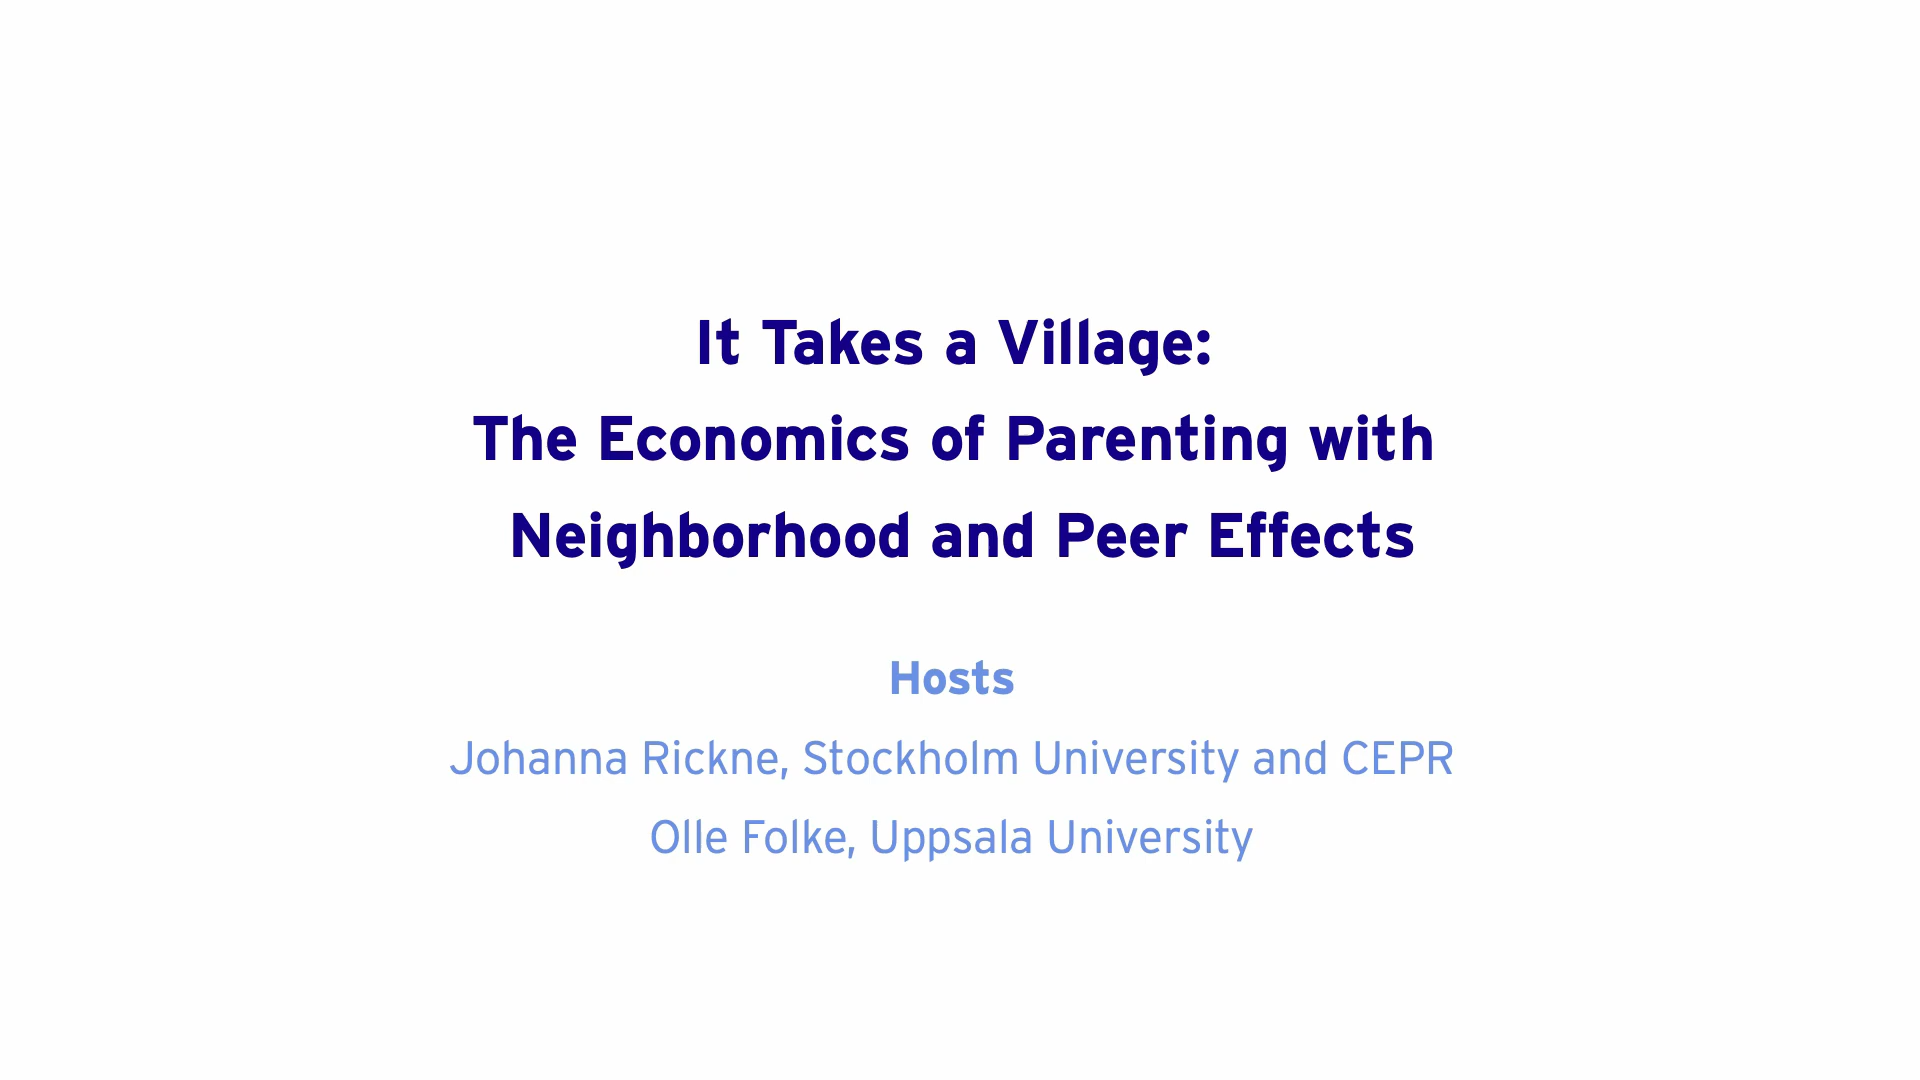 It Takes a Village:
The Economics of Parenting with
Neighborhood and Peer Effects
Hosts
Johanna Rickne, Stockholm University and CEPR
Olle Folke, Uppsala University